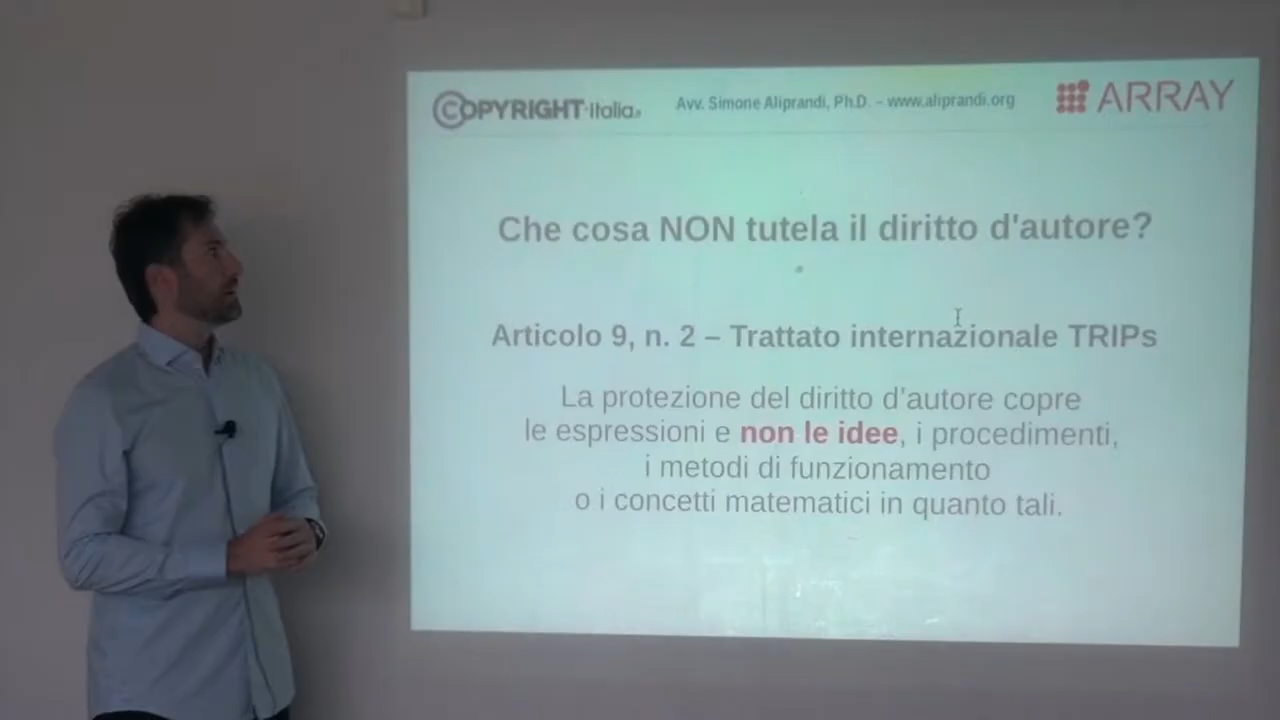 COPYRIGHT-Italia.it
Avv. Simone Aliprandi, Ph.D. – www.aliprandi.org
ARRAY
Che cosa NON tutela il diritto d'autore?
Articolo 9, n. 2 – Trattato internazionale TRIPs
La protezione del diritto d'autore copre
le espressioni e non le idee, i procedimenti,
i metodi di funzionamento
o i concetti matematici in quanto tali.